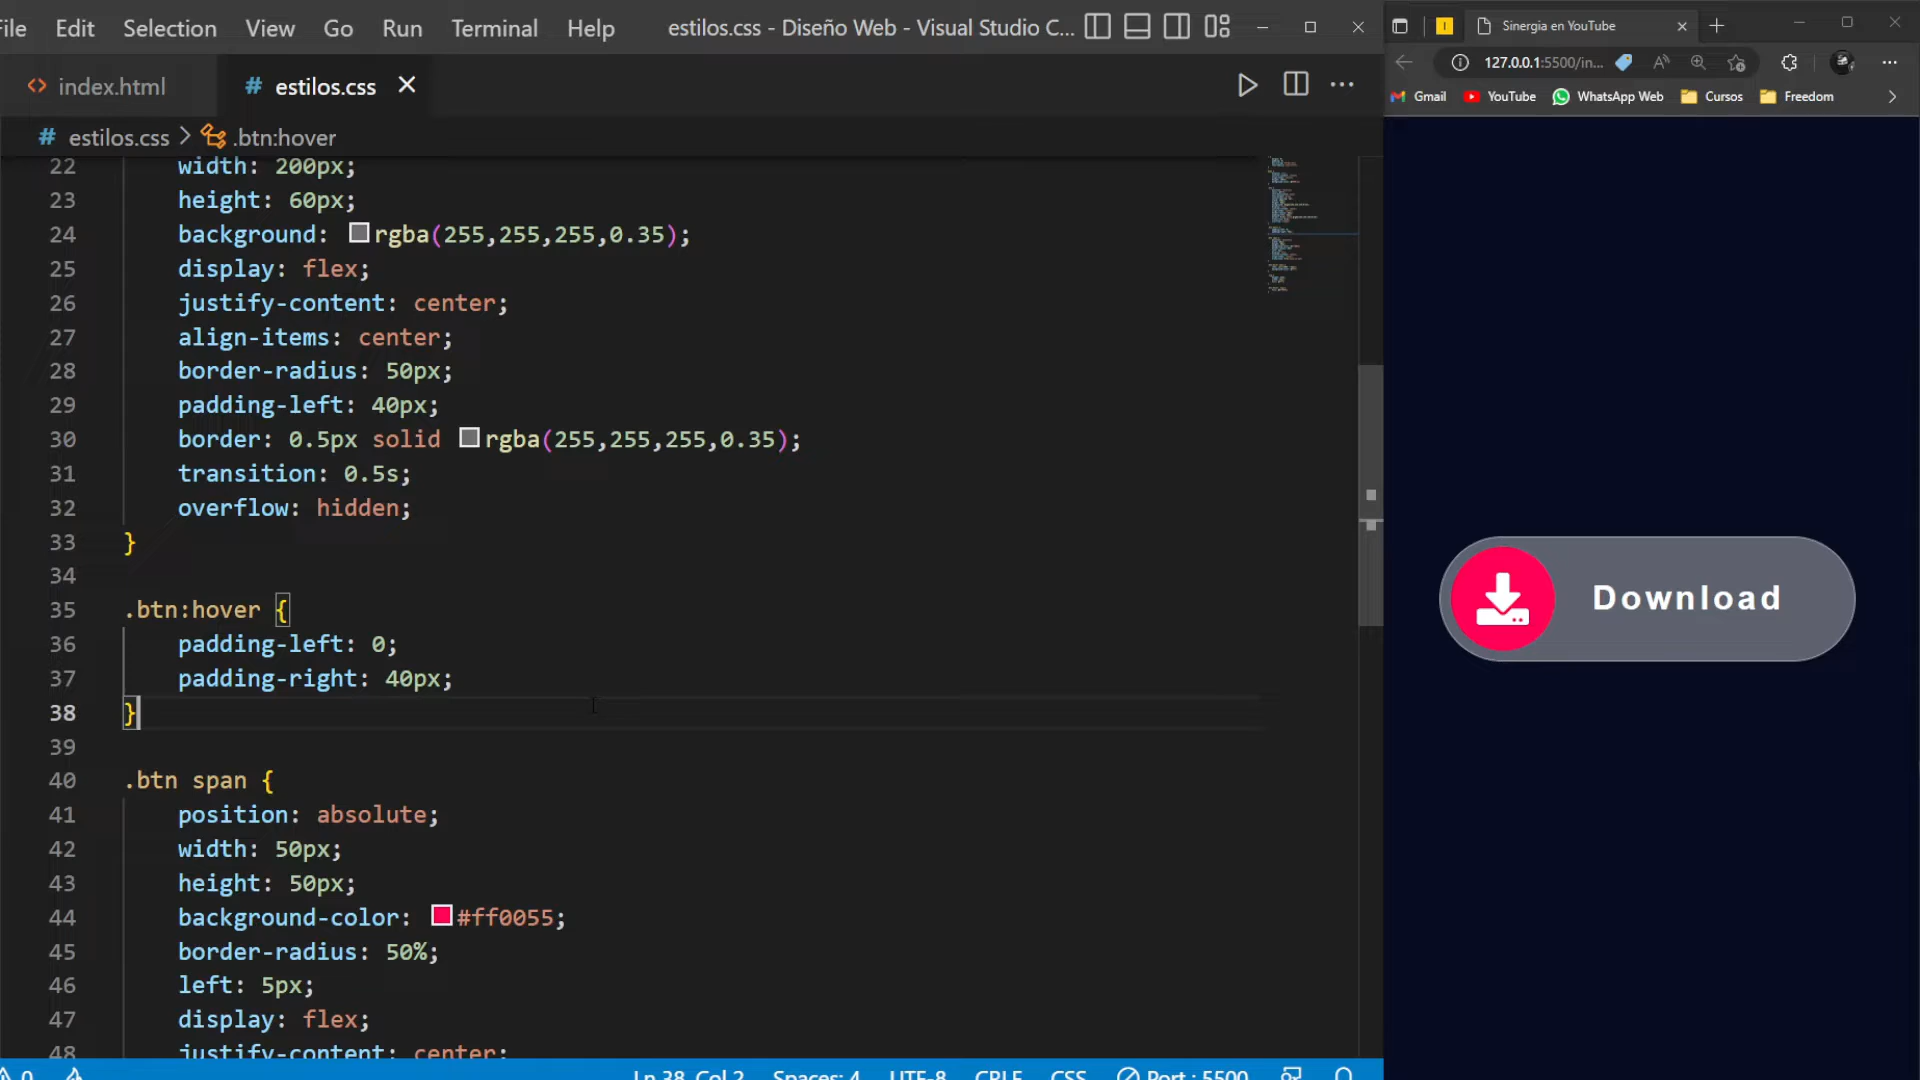 File Edit Selection View Go Run Terminal Help estilos.css - Diseño Web - Visual Studio C...
index.html # estilos.css
# estilos.css > .btn:hover
22 width: 200px;
23 height: 60px;
24 background: rgba(255,255,255,0.35);
25 display: flex;
26 justify-content: center;
27 align-items: center;
28 border-radius: 50px;
29 padding-left: 40px;
30 border: 0.5px solid rgba(255,255,255,0.35);
31 transition: 0.5s;
32 overflow: hidden;
33 }
34
35 .btn:hover {
36 padding-left: 0;
37 padding-right: 40px;
38 }
39
40 .btn span {
41 position: absolute;
42 width: 50px;
43 height: 50px;
44 background-color: #ff0055;
45 border-radius: 50%;
46 left: 5px;
47 display: flex;
48 justify-content: center;
0 Ln 38, Col 2 Spaces: 4 UTF-8 CRLF CSS Port : 5500
Sinergia en YouTube
127.0.0.1:5500/in...
Gmail YouTube WhatsApp Web Cursos Freedom
Download